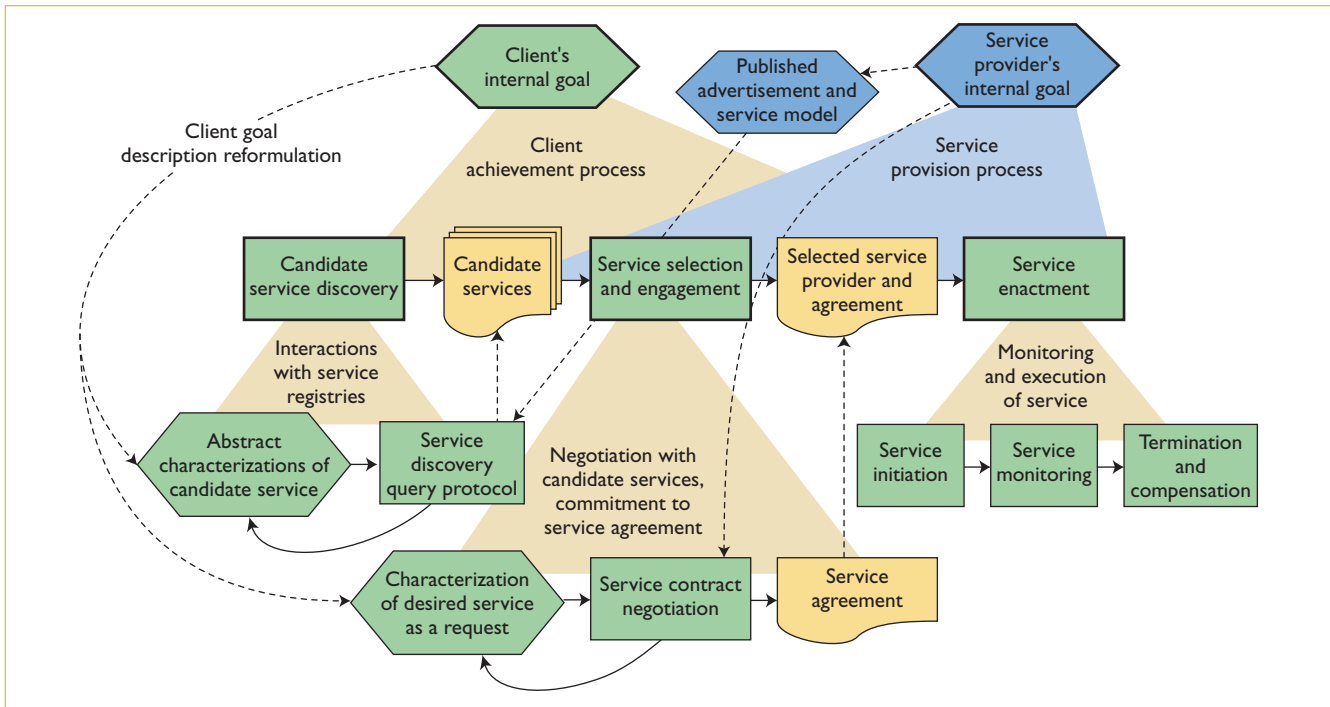 Client's
internal goal
Published
advertisement and
service model
Service
provider's
internal goal
Client goal
description reformulation
Client
achievement process
Service
provision process
Candidate
service discovery
Candidate
services
Service selection
and engagement
Selected service
provider and
agreement
Service
enactment
Interactions
with service
registries
Monitoring
and execution
of service
Abstract
characterizations of
candidate service
Service
discovery
query protocol
Negotiation with
candidate services,
commitment to
service agreement
Service
initiation
Service
monitoring
Termination and
compensation
Characterization
of desired service
as a request
Service contract
negotiation
Service
agreement